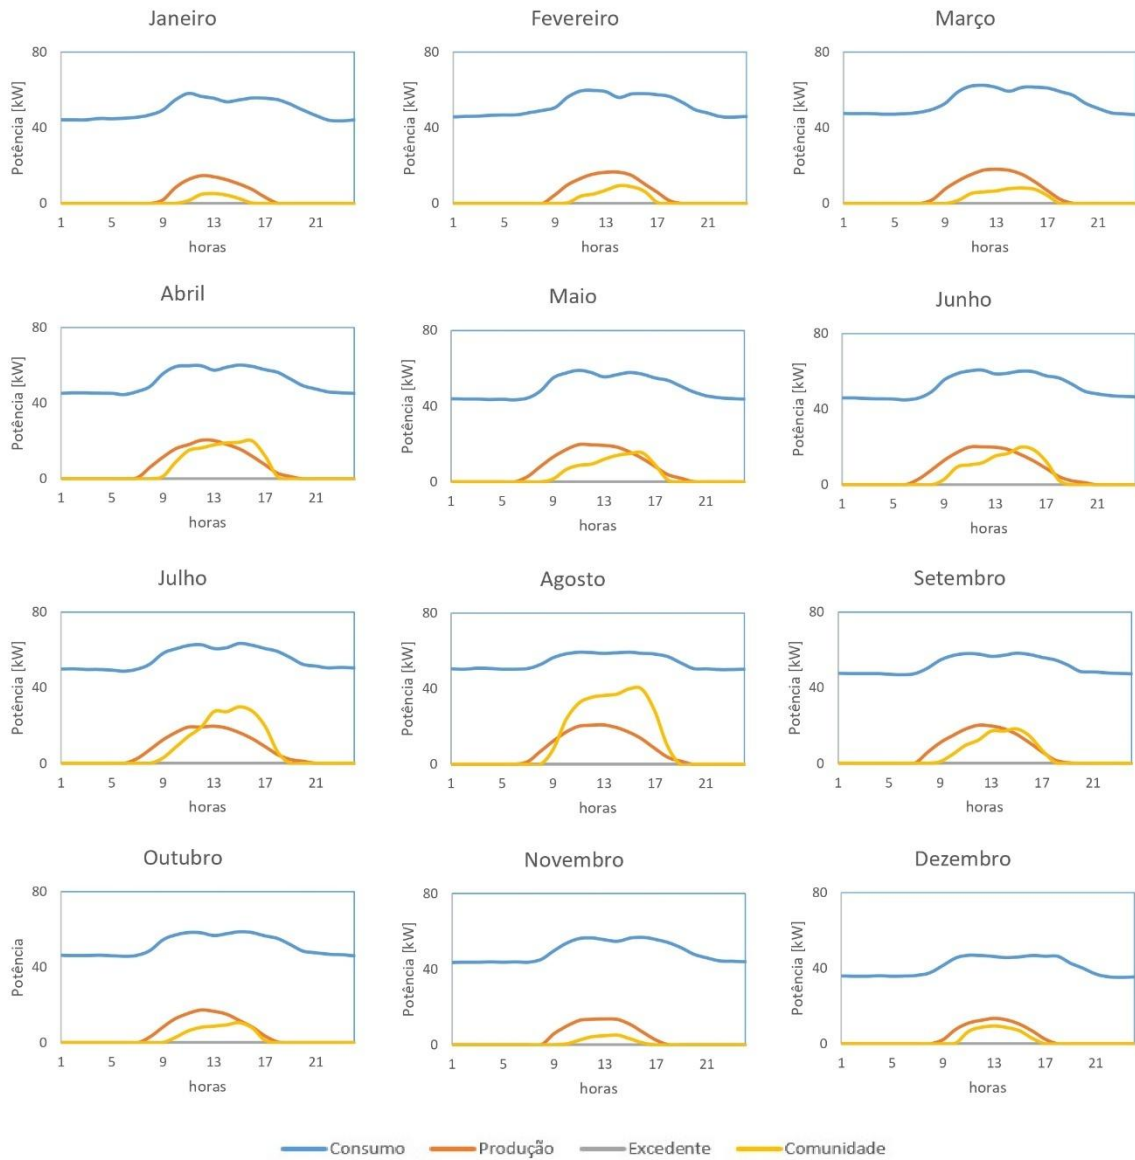 Janeiro
Fevereiro
Março
80
40
0
Potência [kW]
1 5 9 13 17 21
horas
80
40
0
Potência [kW]
1 5 9 13 17 21
horas
80
40
0
Potência [kW]
1 5 9 13 17 21
horas
Abril
Maio
Junho
80
40
0
Potência [kW]
1 5 9 13 17 21
horas
80
40
0
Potência [kW]
1 5 9 13 17 21
horas
80
40
0
Potência [kW]
1 5 9 13 17 21
horas
Julho
Agosto
Setembro
80
40
0
Potência [kW]
1 5 9 13 17 21
horas
80
40
0
Potência [kW]
1 5 9 13 17 21
horas
80
40
0
Potência [kW]
1 5 9 13 17 21
horas
Outubro
Novembro
Dezembro
80
40
0
Potência
1 5 9 13 17 21
horas
80
40
0
Potência [kW]
1 5 9 13 17 21
horas
80
40
0
Potência [kW]
1 5 9 13 17 21
horas
Consumo Produção Excedente Comunidade